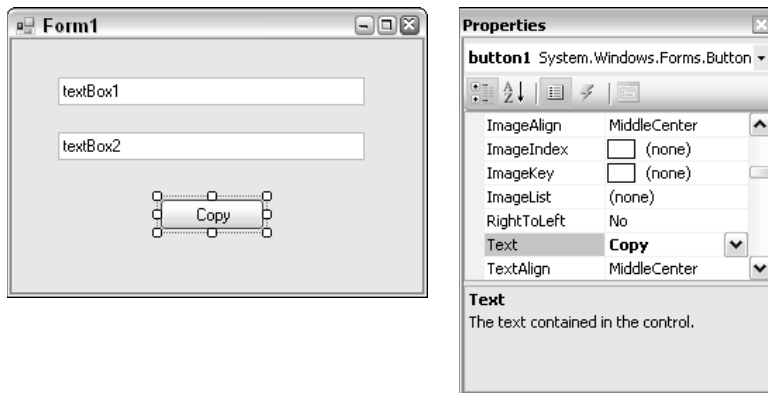 Form1
textBox1
textBox2
Copy
Properties
button1 System.Windows.Forms.Button
ImageAlign MiddleCenter
ImageIndex (none)
ImageKey (none)
ImageList (none)
RightToLeft No
Text Copy
TextAlign MiddleCenter
Text
The text contained in the control.